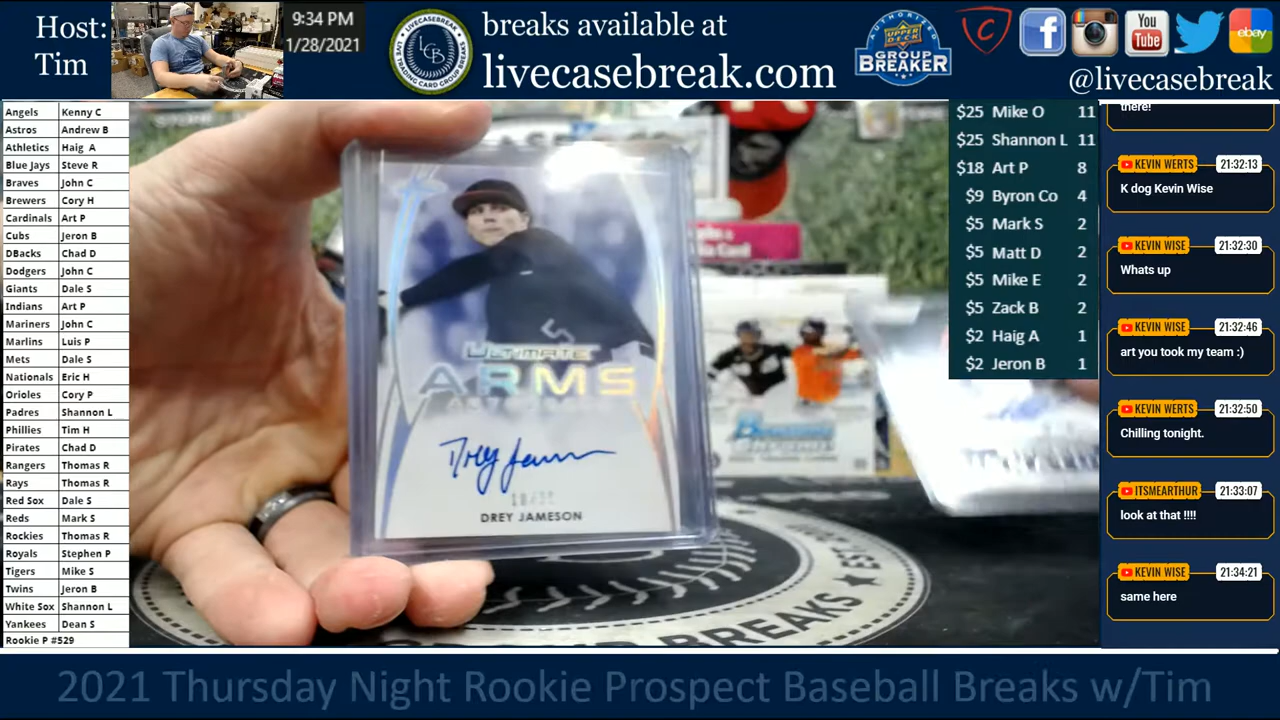 Host:
Tim
9:34 PM
1/28/2021
LIVECASEBREAK
LCB
LIVE TRADING CARD GROUP BREAKS
breaks available at
livecasebreak.com
AUTHORIZED
UPPER DECK
GROUP
BREAKER
You
Tube
ebay
@livecasebreak
Angels Kenny C
Astros Andrew B
Athletics Haig A
Blue Jays Steve R
Braves John C
Brewers Cory H
Cardinals Art P
Cubs Jeron B
DBacks Chad D
Dodgers John C
Giants Dale S
Indians Art P
Mariners John C
Marlins Luis P
Mets Dale S
Nationals Eric H
Orioles Cory P
Padres Shannon L
Phillies Tim H
Pirates Chad D
Rangers Thomas R
Rays Thomas R
Red Sox Dale S
Reds Mark S
Rockies Thomas R
Royals Stephen P
Tigers Mike S
Twins Jeron B
White Sox Shannon L
Yankees Dean S
Rookie P #529
ULTIMATE
ARMS
Drey Jameson
DREY JAMESON
BREAKS
$25 Mike O 11
$25 Shannon L 11
$18 Art P 8
$9 Byron Co 4
$5 Mark S 2
$5 Matt D 2
$5 Mike E 2
$5 Zack B 2
$2 Haig A 1
$2 Jeron B 1
there!
KEVIN WERTS 21:32:13
K dog Kevin Wise
KEVIN WISE 21:32:30
Whats up
KEVIN WISE 21:32:46
art you took my team :)
KEVIN WERTS 21:32:50
Chilling tonight.
ITSMEARTHUR 21:33:07
look at that !!!!
KEVIN WISE 21:34:21
same here
2021 Thursday Night Rookie Prospect Baseball Breaks w/Tim